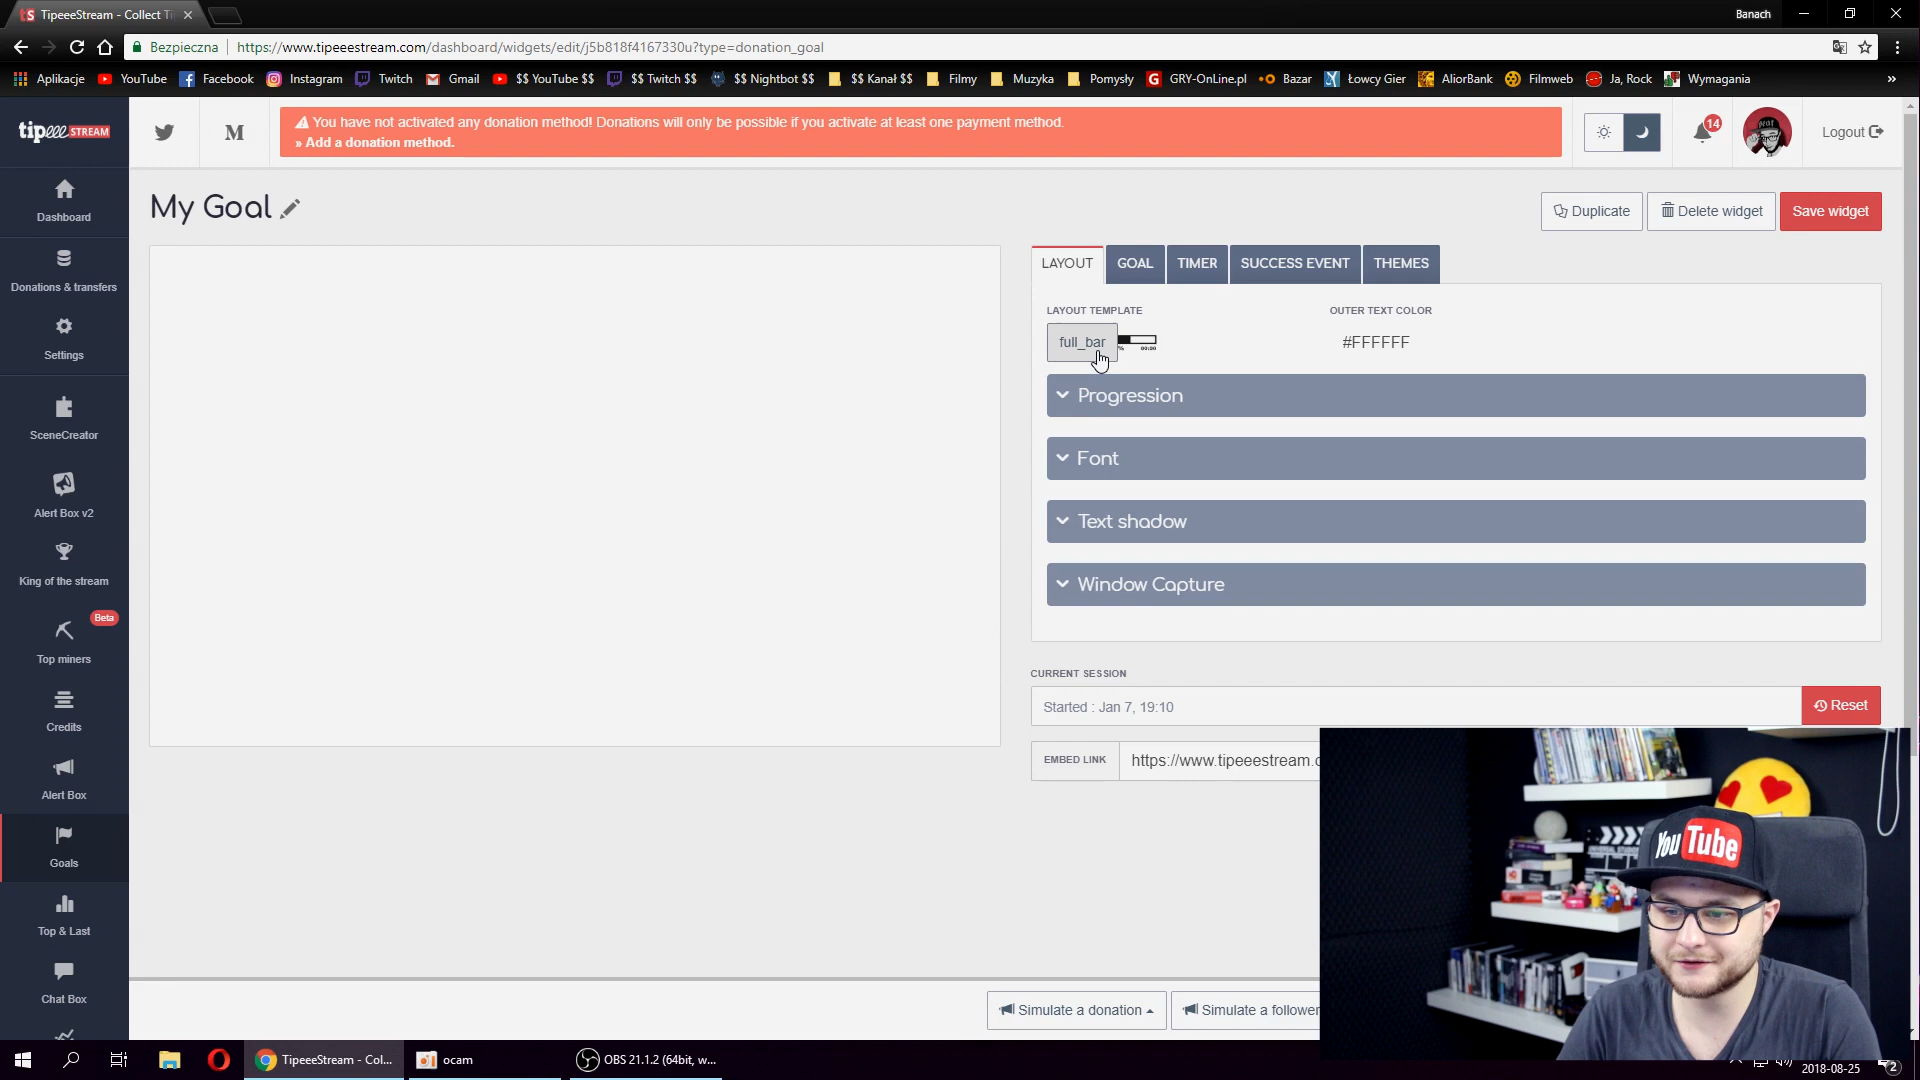 tS TipeeeStream - Collect
Banach
Bezpieczna
https://www.tipeeestream.com/dashboard/widgets/edit/j5b818f4167330u?type=donation_goal
Aplikacje YouTube Facebook Instagram Twitch Gmail $$ YouTube $$ $$ Twitch $$ $$ Nightbot $$ $$ Kanał $$ Filmy Muzyka Pomysły GRY-OnLine.pl Bazar Łowcy Gier AliorBank Filmweb Ja, Rock Wymagania »
tipeee STREAM
M
You have not activated any donation method! Donations will only be possible if you activate at least one payment method.
» Add a donation method.
14
Logout
Dashboard
Donations & transfers
Settings
SceneCreator
Alert Box v2
King of the stream
Beta
Top miners
Credits
Alert Box
Goals
Top & Last
Chat Box
My Goal
Duplicate
Delete widget
Save widget
LAYOUT GOAL TIMER SUCCESS EVENT THEMES
LAYOUT TEMPLATE
OUTER TEXT COLOR
full_bar
% 00:00
#FFFFFF
Progression
Font
Text shadow
Window Capture
CURRENT SESSION
Started : Jan 7, 19:10
Reset
EMBED LINK
https://www.tipeeestream.c
You Tube
Simulate a donation
Simulate a follower
TipeeeStream - Col...
ocam
OBS 21.1.2 (64bit, w...
2018-08-25
2